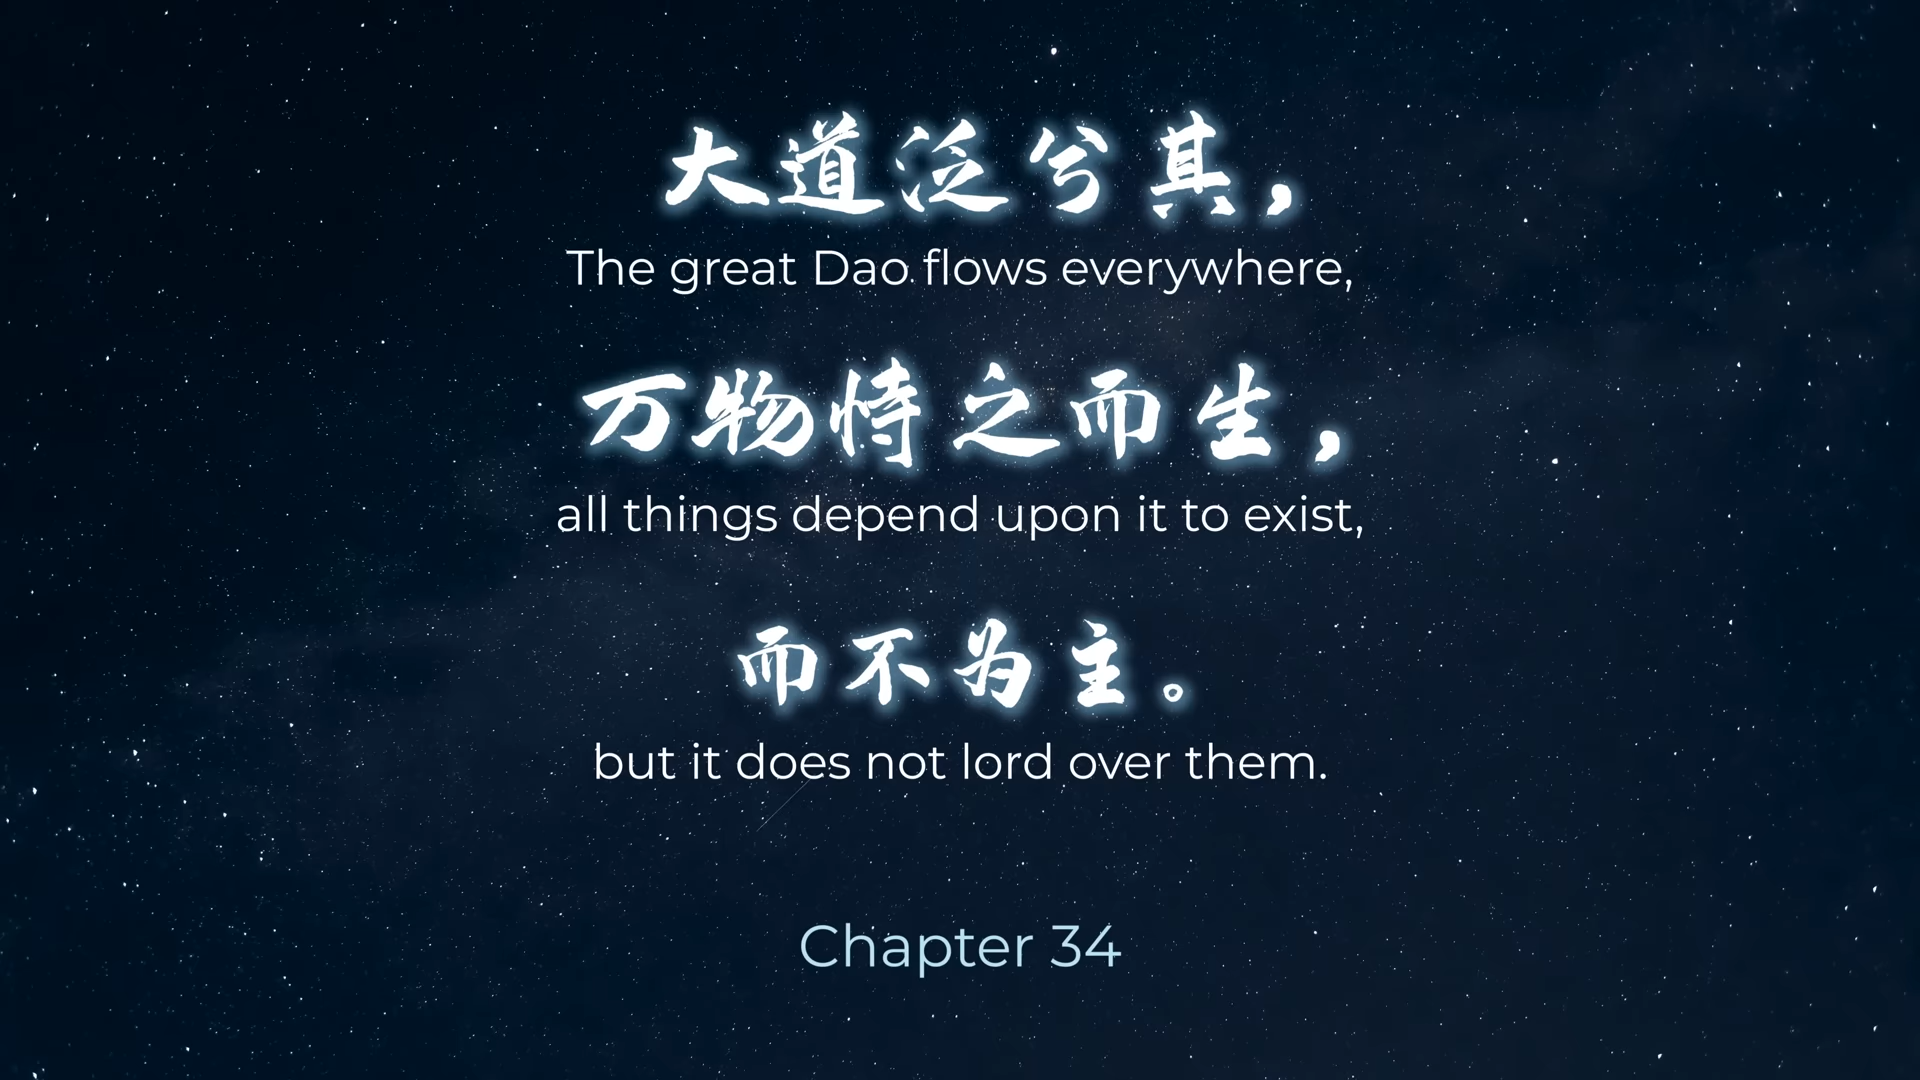 大道泛兮其，
The great Dao flows everywhere,
万物恃之而生，
all things depend upon it to exist,
而不为主。
but it does not lord over them.
Chapter 34